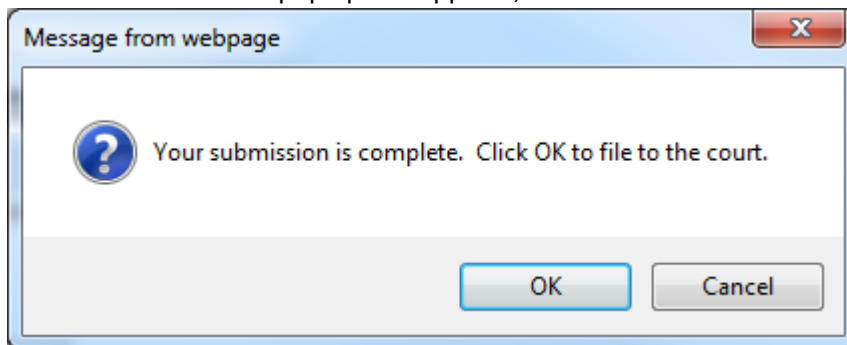 Message from webpage
Your submission is complete. Click OK to file to the court.
OK
Cancel